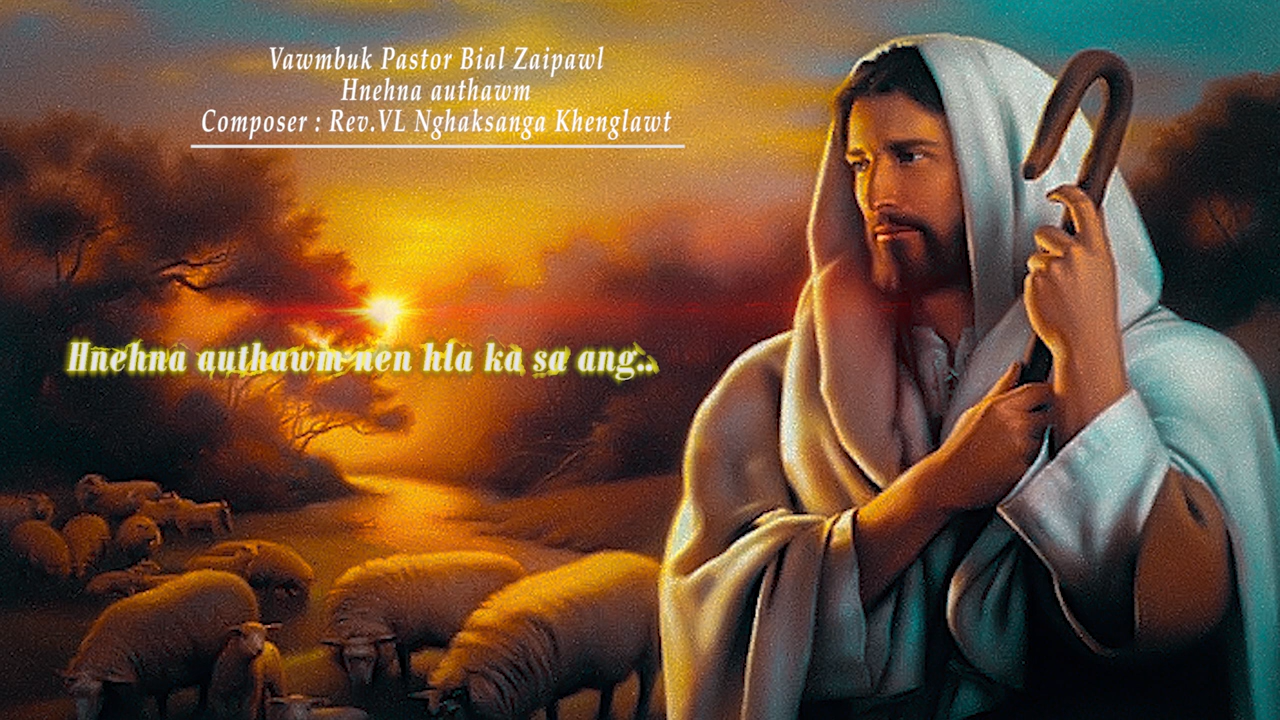 Vawmbuk Pastor Bial Zaipawl
Hnehna authawm
Composer : Rev.VL Nghaksanga Khenglawt
Hnehna authawm nen hla ka sa ang..